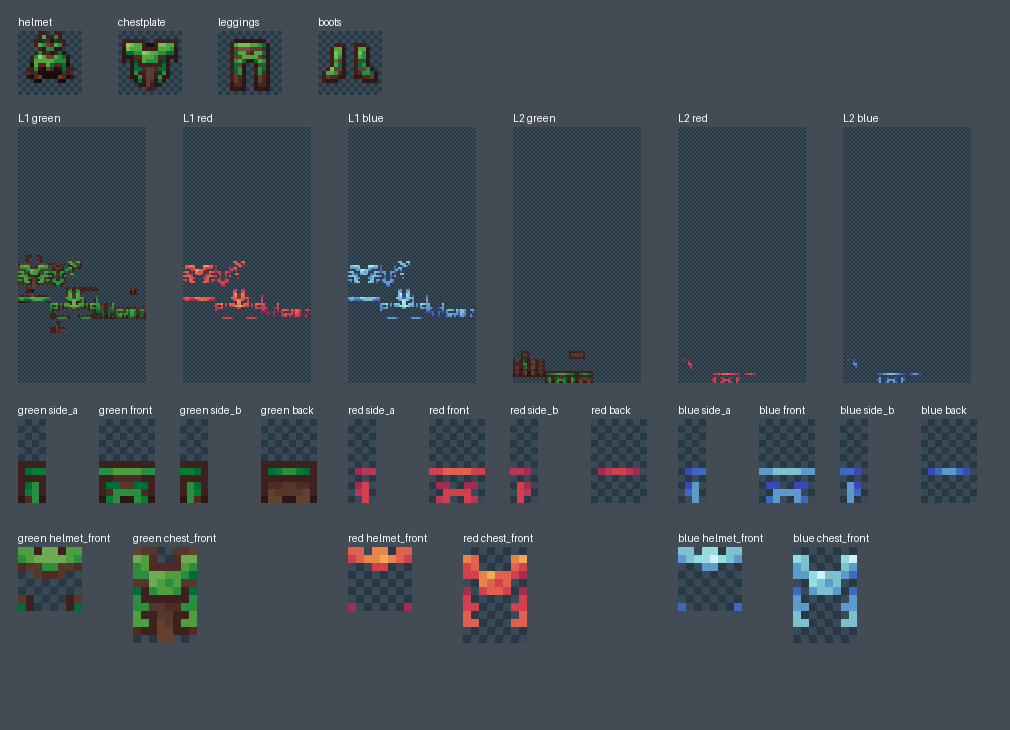 helmet chestplate leggings boots
L1 green L1 red L1 blue L2 green L2 red L2 blue
green side_a green front green side_b green back red side_a red front red side_b red back blue side_a blue front blue side_b blue back
green helmet_front green chest_front red helmet_front red chest_front blue helmet_front blue chest_front